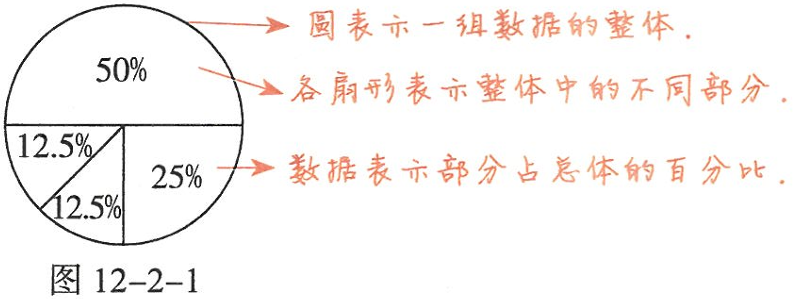 圆表示一组数据的整体.
50%
各扇形表示整体中的不同部分.
12.5%
25%
数据表示部分占总体的百分比.
12.5%
图 12-2-1